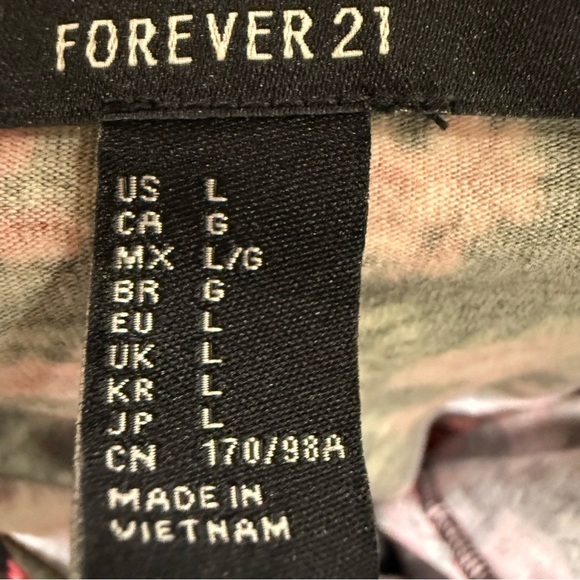 FOREVER 21
US L
CA G
MX L/G
BR G
EU L
UK L
KR L
JP L
CN 170/98A
MADE IN
VIETNAM